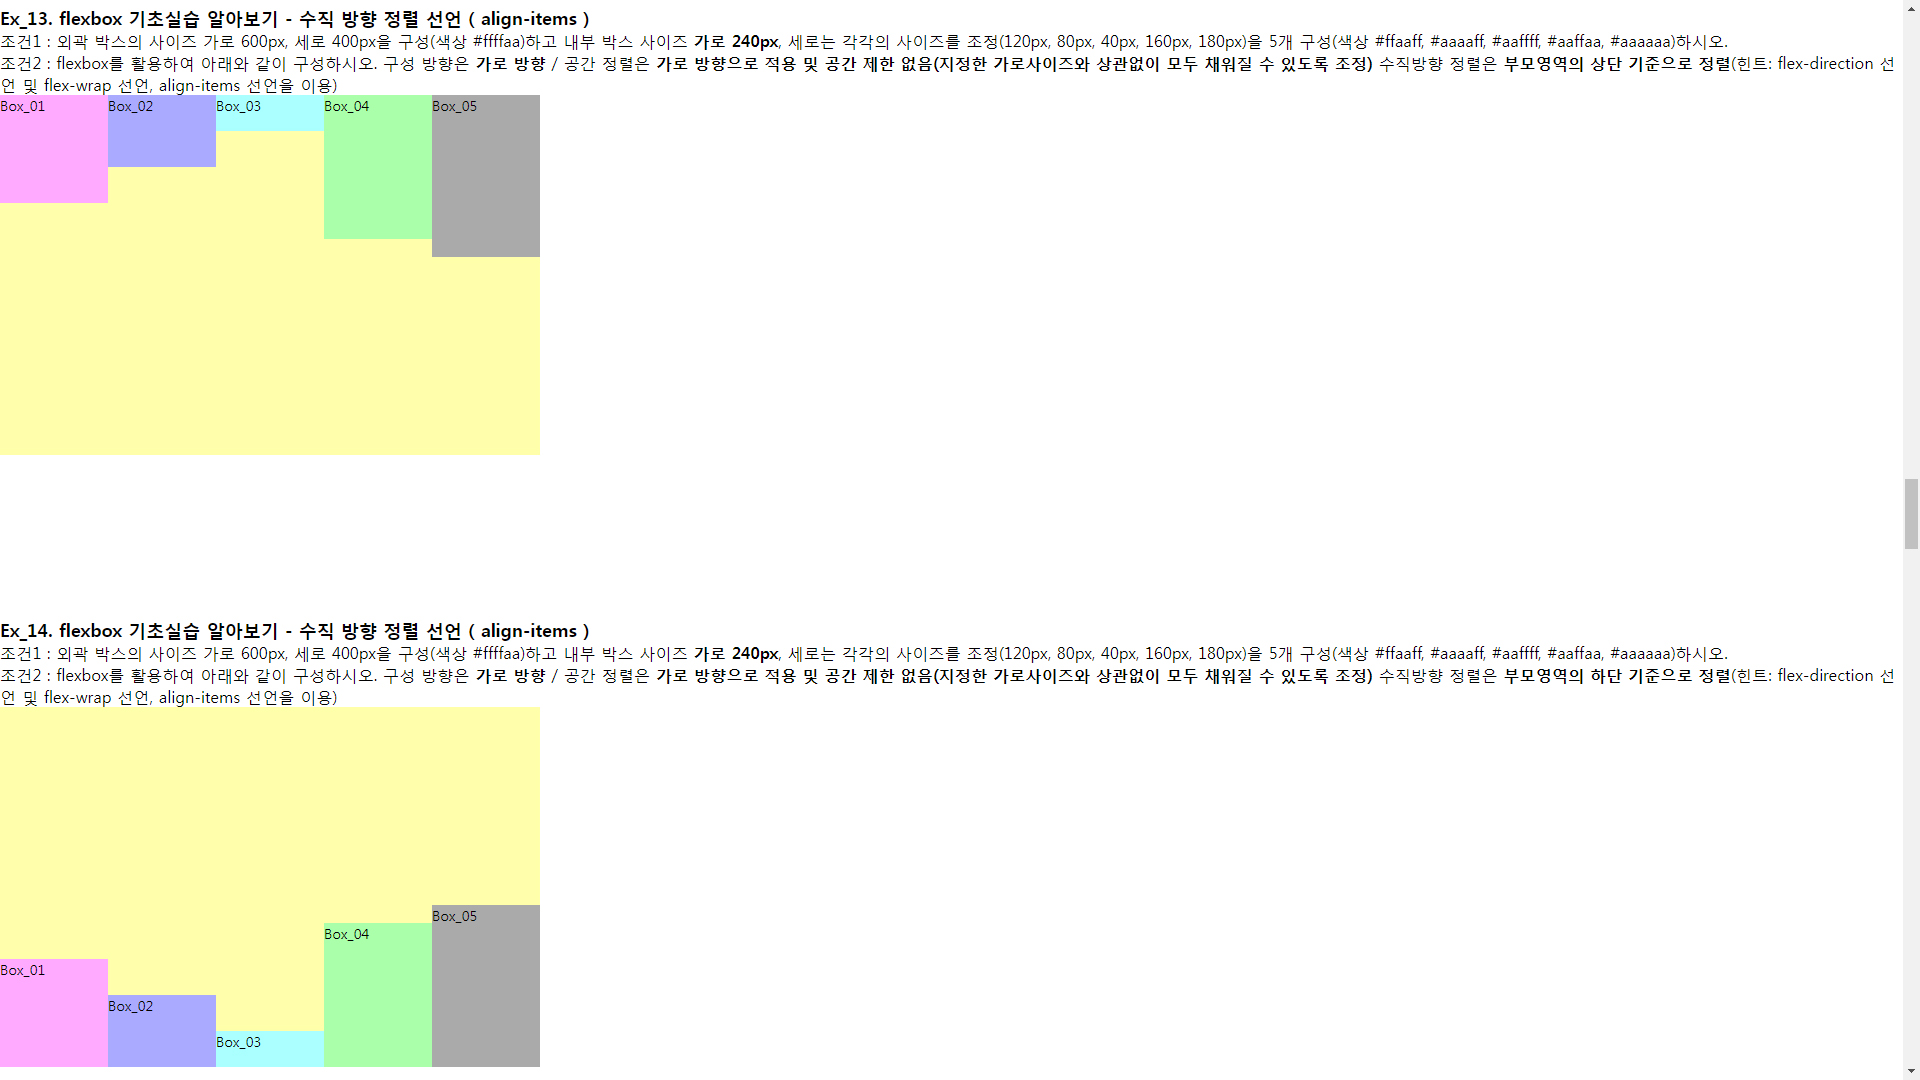 Ex_13. flexbox 기초실습 알아보기 - 수직 방향 정렬 선언 ( align-items )
조건1 : 외곽 박스의 사이즈 가로 600px, 세로 400px을 구성(색상 #ffffaa)하고 내부 박스 사이즈 가로 240px, 세로는 각각의 사이즈를 조정(120px, 80px, 40px, 160px, 180px)을 5개 구성(색상 #ffaaff, #aaaaff, #aaffff, #aaffaa, #aaaaaa)하시오.
조건2 : flexbox를 활용하여 아래와 같이 구성하시오. 구성 방향은 가로 방향 / 공간 정렬은 가로 방향으로 적용 및 공간 제한 없음(지정한 가로사이즈와 상관없이 모두 채워질 수 있도록 조정) 수직방향 정렬은 부모영역의 상단 기준으로 정렬(힌트: flex-direction 선
언 및 flex-wrap 선언, align-items 선언을 이용)
Box_01 Box_02 Box_03 Box_04 Box_05
Ex_14. flexbox 기초실습 알아보기 - 수직 방향 정렬 선언 ( align-items )
조건1 : 외곽 박스의 사이즈 가로 600px, 세로 400px을 구성(색상 #ffffaa)하고 내부 박스 사이즈 가로 240px, 세로는 각각의 사이즈를 조정(120px, 80px, 40px, 160px, 180px)을 5개 구성(색상 #ffaaff, #aaaaff, #aaffff, #aaffaa, #aaaaaa)하시오.
조건2 : flexbox를 활용하여 아래와 같이 구성하시오. 구성 방향은 가로 방향 / 공간 정렬은 가로 방향으로 적용 및 공간 제한 없음(지정한 가로사이즈와 상관없이 모두 채워질 수 있도록 조정) 수직방향 정렬은 부모영역의 하단 기준으로 정렬(힌트: flex-direction 선
언 및 flex-wrap 선언, align-items 선언을 이용)
Box_05
Box_04
Box_01
Box_02
Box_03